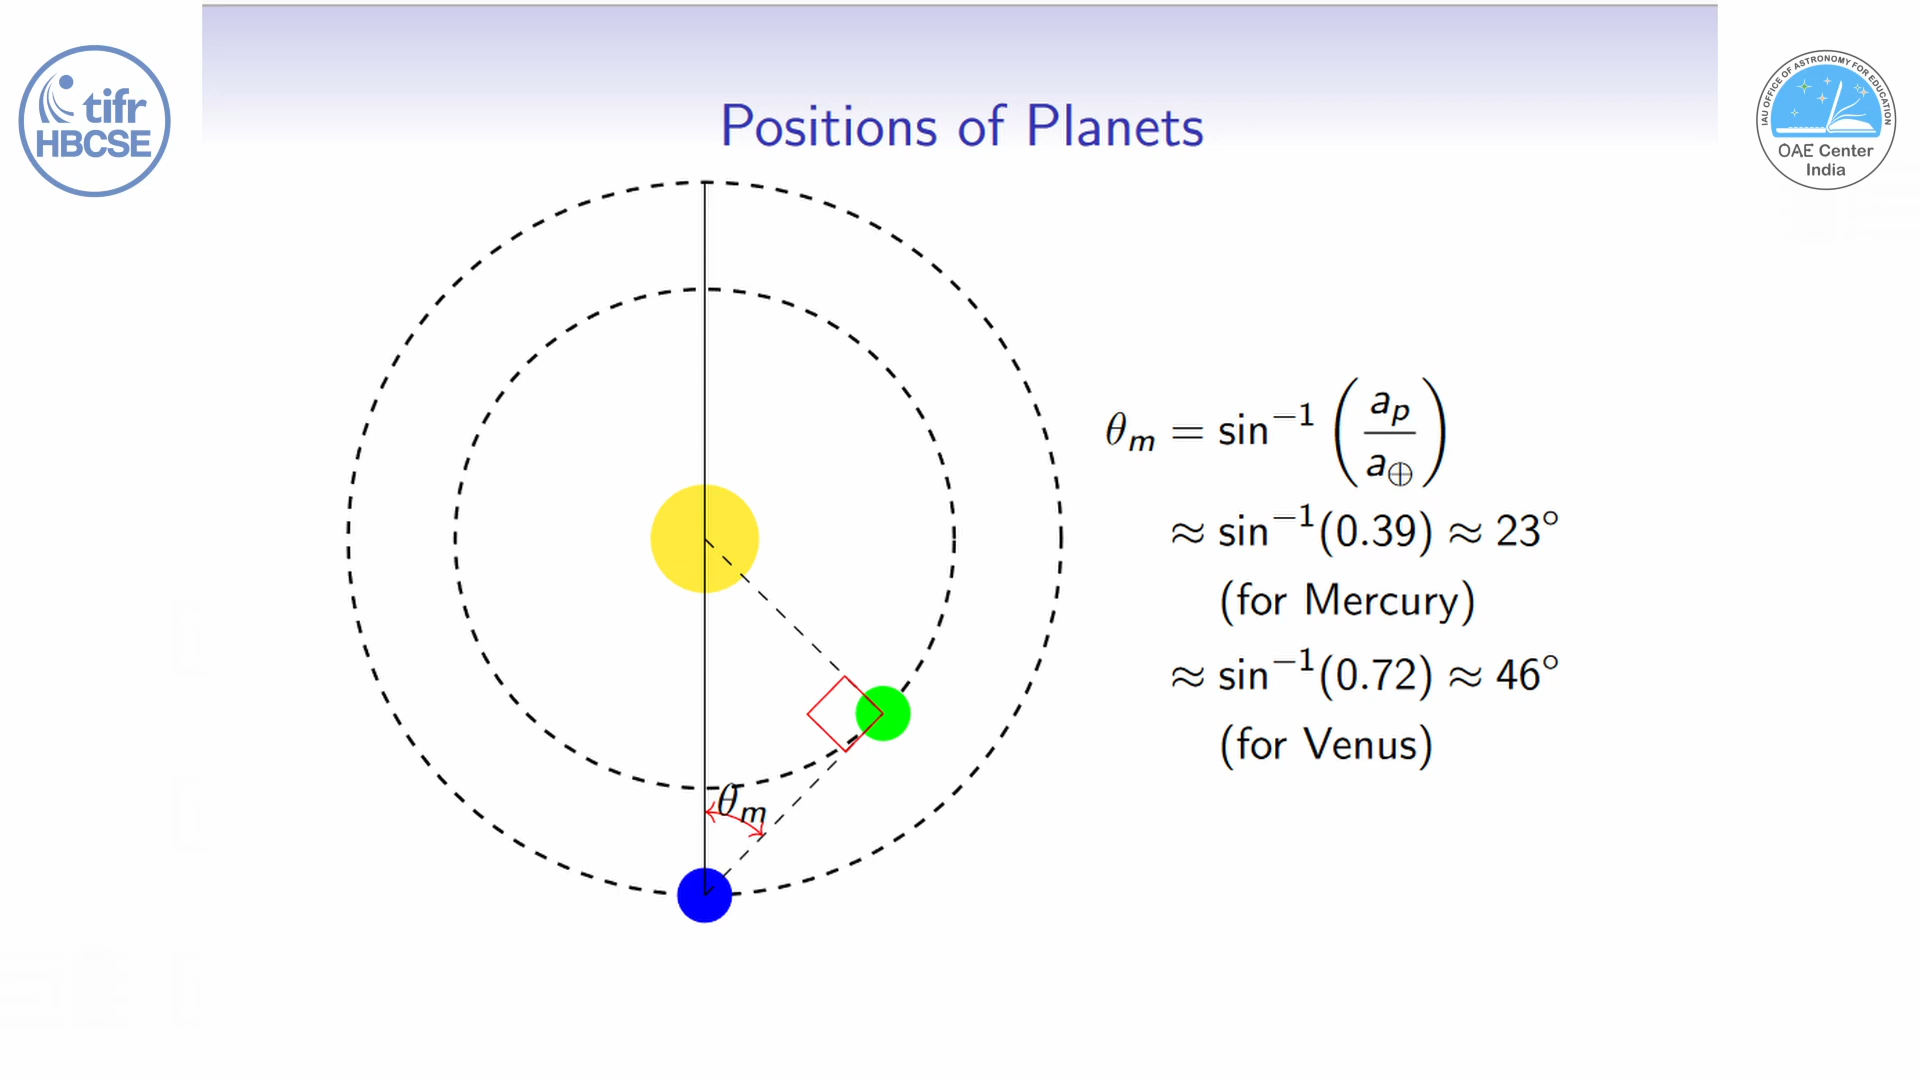 tifr
HBCSE
IAU OFFICE OF ASTRONOMY FOR EDUCATION
OAE Center
India
Positions of Planets
θₘ = sin⁻¹ (aₚ / a⊕)
≈ sin⁻¹(0.39) ≈ 23°
(for Mercury)
≈ sin⁻¹(0.72) ≈ 46°
(for Venus)
θₘ